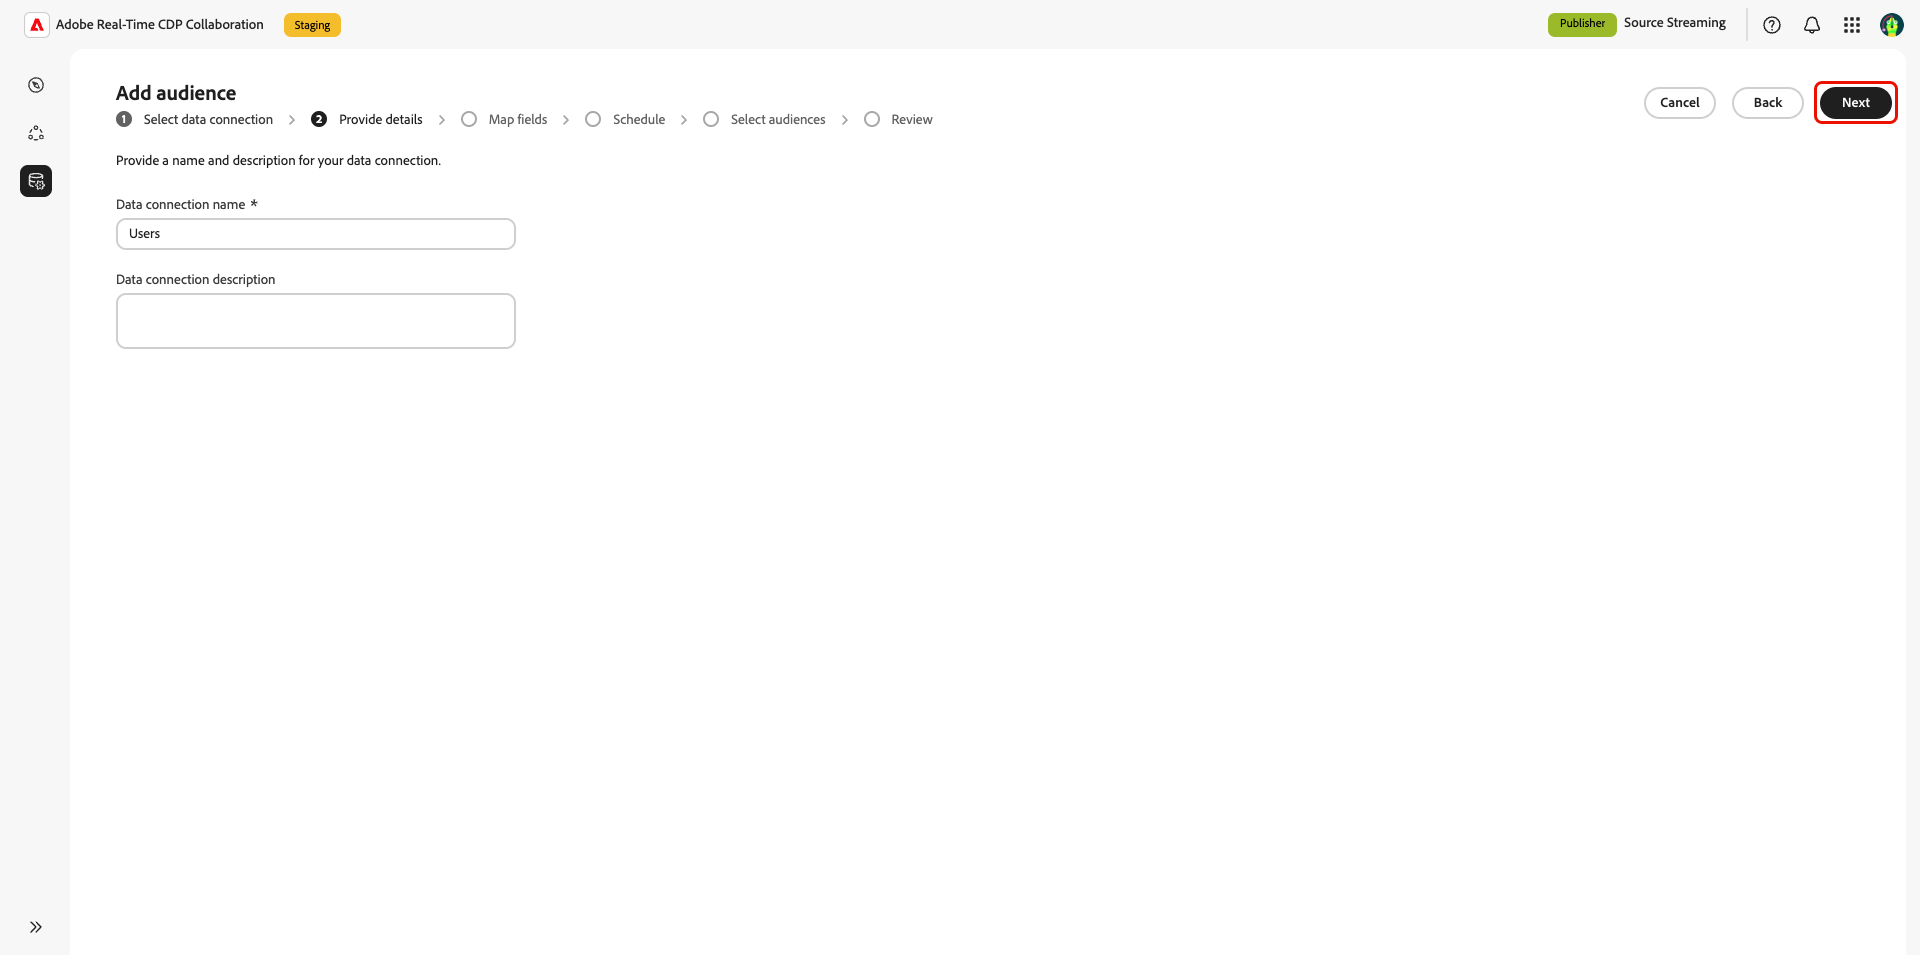 Adobe Real-Time CDP Collaboration Staging Publisher Source Streaming
Add audience
Cancel Back Next
1 Select data connection 2 Provide details Map fields Schedule Select audiences Review
Provide a name and description for your data connection.
Data connection name *
Users
Data connection description